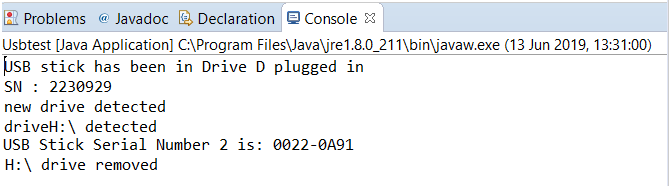 Problems @ Javadoc Declaration Console
Usbtest [Java Application] C:\Program Files\Java\jre1.8.0_211\bin\javaw.exe (13 Jun 2019, 13:31:00)
USB stick has been in Drive D plugged in
SN : 2230929
new drive detected
driveH:\ detected
USB Stick Serial Number 2 is: 0022-0A91
H:\ drive removed